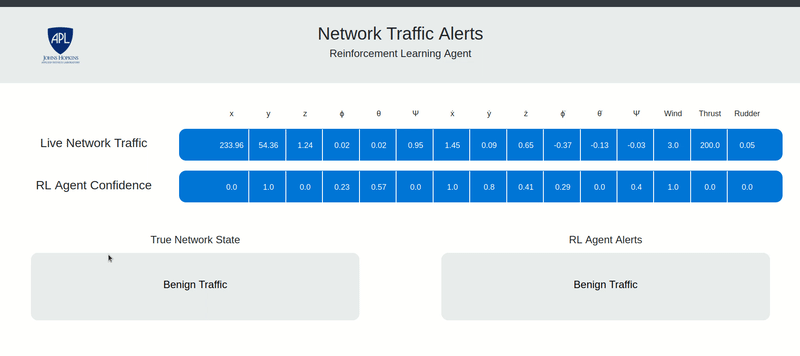 APL
JOHNS HOPKINS
Network Traffic Alerts
Reinforcement Learning Agent
x y z ϕ θ Ψ ẋ ẏ ż ϕ̇ θ̇ Ψ̇ Wind Thrust Rudder
Live Network Traffic 233.96 54.36 1.24 0.02 0.02 0.95 1.45 0.09 0.65 -0.37 -0.13 -0.03 3.0 200.0 0.05
RL Agent Confidence 0.0 1.0 0.0 0.23 0.57 0.0 1.0 0.8 0.41 0.29 0.0 0.4 1.0 0.0 0.0
True Network State RL Agent Alerts
Benign Traffic Benign Traffic